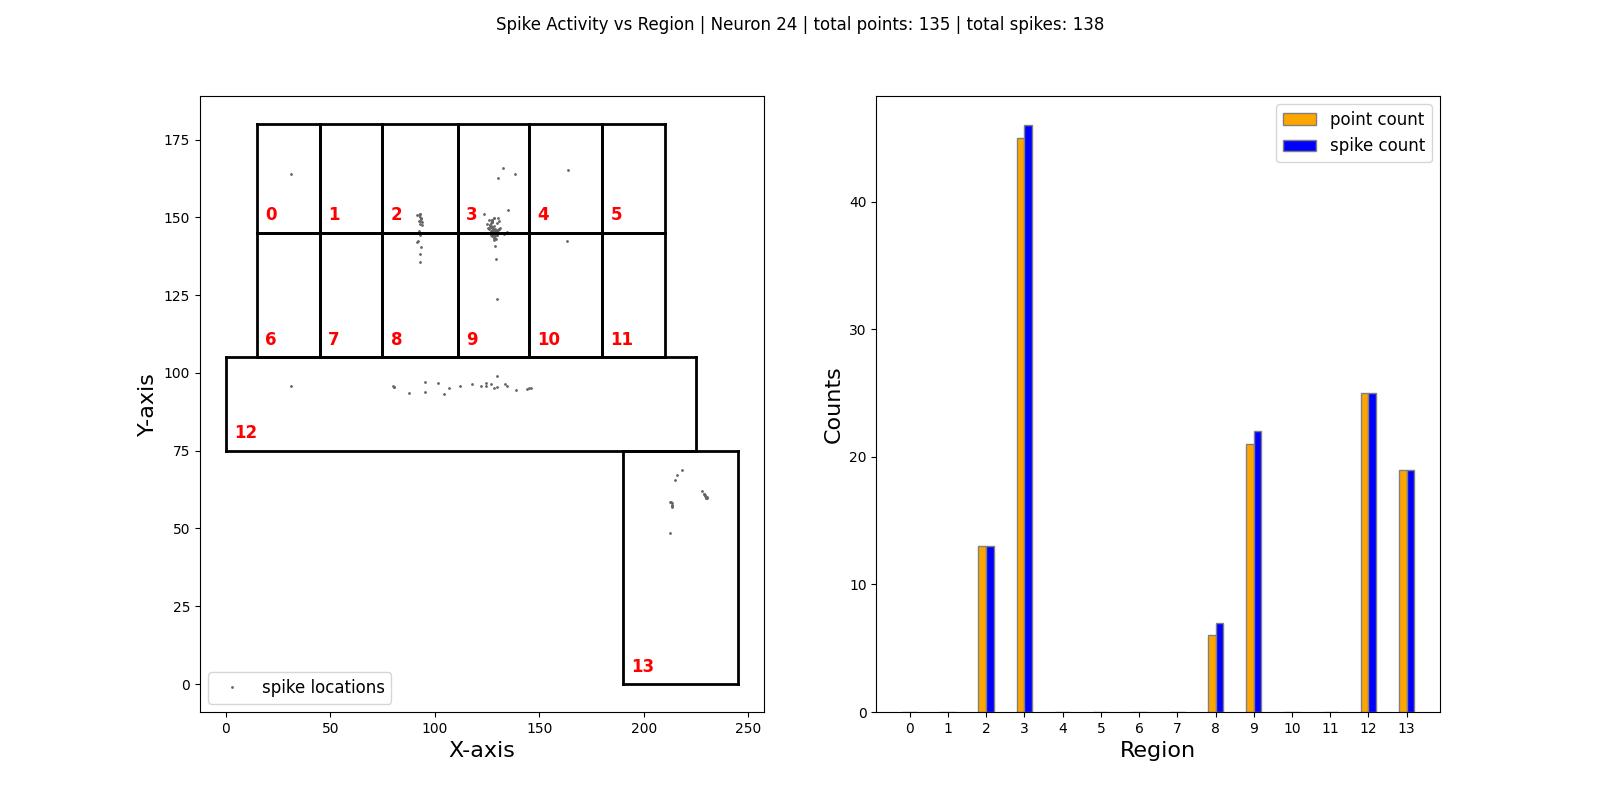 Spike Activity vs Region | Neuron 24 | total points: 135 | total spikes: 138
175
150
125
100
75
50
25
0
0 1 2 3 4 5
6 7 8 9 10 11
12
13
spike locations
0 50 100 150 200 250
X-axis
Y-axis
point count
spike count
40
30
20
10
0
0 1 2 3 4 5 6 7 8 9 10 11 12 13
Region
Counts